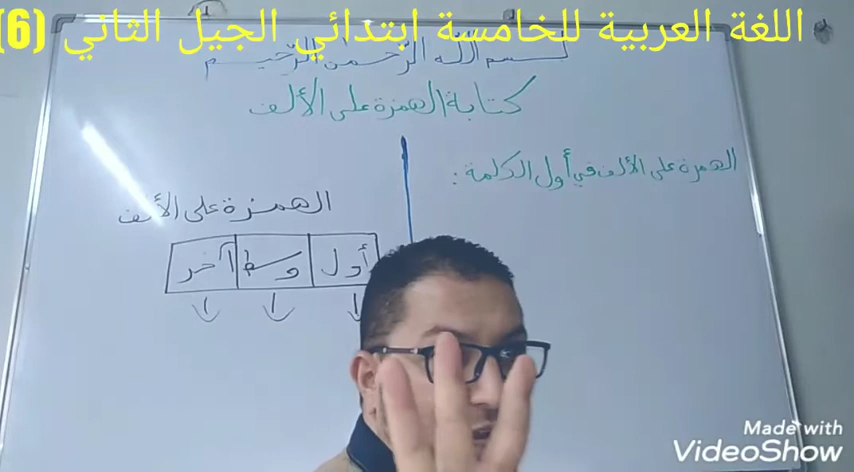 اللغة العربية للخامسة ابتدائي الجيل الثاني (6)
بسم الله الرحمن الرحيم
كتابة الهمزة على الألف
الهمزة على الألف في أول الكلمة :
الهمزة على الألف
أول وسط آخر
Made with
VideoShow